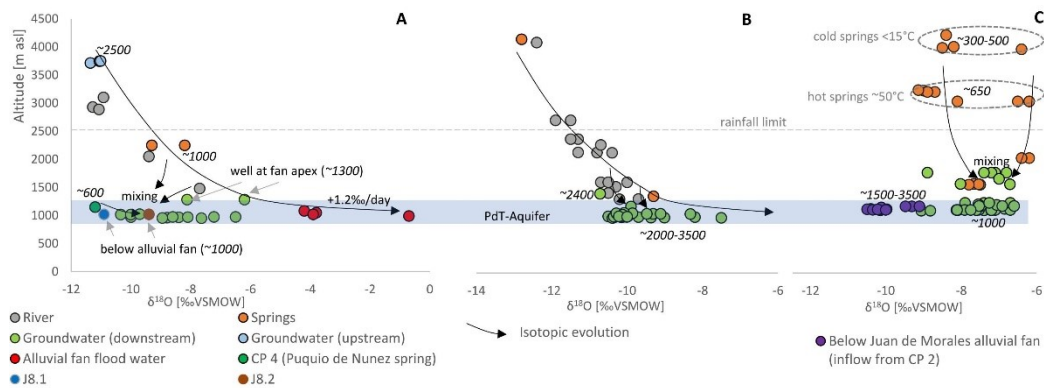 A
B
C
Altitude [m asl]
4500
4000
3500
3000
2500
2000
1500
1000
500
0
~2500
~1000
well at fan apex (~1300)
+1.2‰/day
~600
mixing
below alluvial fan (~1000)
PdT-Aquifer
~2400
~2000-3500
rainfall limit
cold springs <15°C
~300-500
hot springs ~50°C
~650
mixing
~1500-3500
~1000
-12 -10 -8 -6 -4 -2 0
-14 -12 -10 -8 -6
-10 -8 -6
δ18O [‰VSMOW]
δ18O [‰VSMOW]
δ18O [‰VSMOW]
River
Springs
Groundwater (downstream)
Groundwater (upstream)
Alluvial fan flood water
CP 4 (Puquio de Nunez spring)
J8.1
J8.2
Isotopic evolution
Below Juan de Morales alluvial fan
(inflow from CP 2)